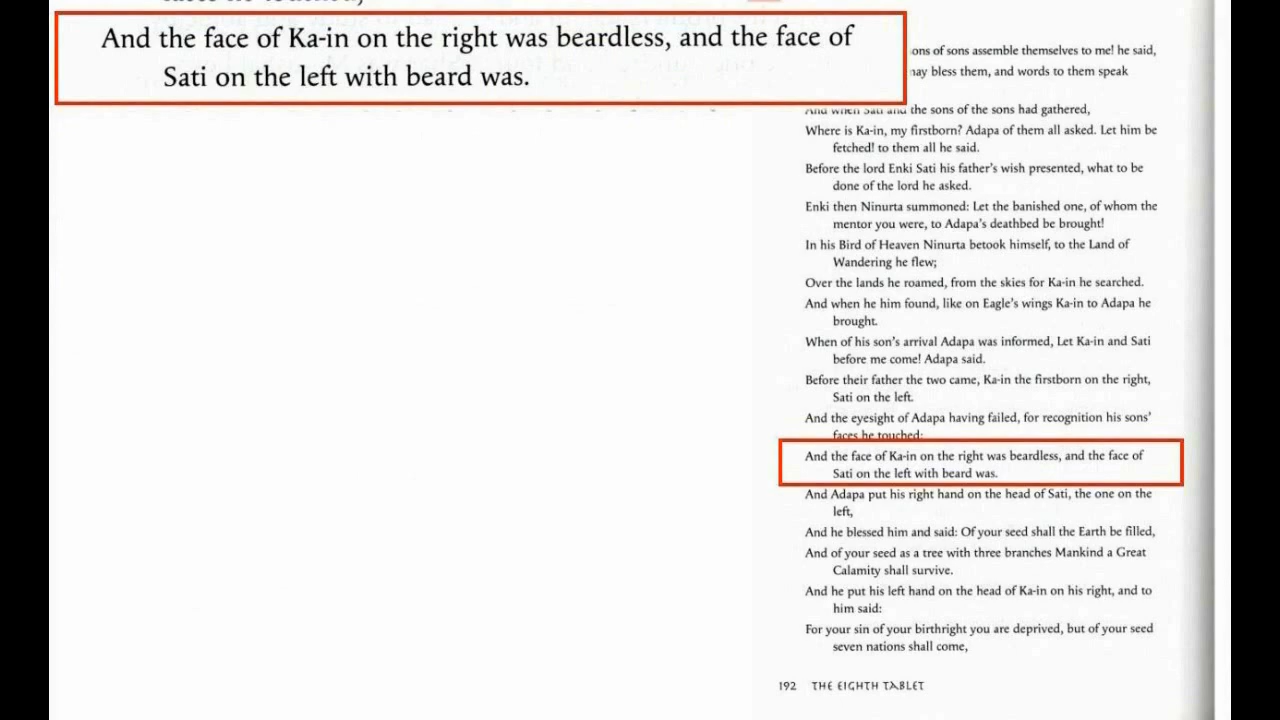 And the face of Ka-in on the right was beardless, and the face of
Sati on the left with beard was.
ons of sons assemble themselves to me! he said,
may bless them, and words to them speak
And when Sati and the sons of the sons had gathered,
Where is Ka-in, my firstborn? Adapa of them all asked. Let him be
fetched! to them all he said.
Before the lord Enki Sati his father's wish presented, what to be
done of the lord he asked.
Enki then Ninurta summoned: Let the banished one, of whom the
mentor you were, to Adapa's deathbed be brought!
In his Bird of Heaven Ninurta betook himself, to the Land of
Wandering he flew;
Over the lands he roamed, from the skies for Ka-in he searched.
And when he him found, like on Eagle's wings Ka-in to Adapa he
brought.
When of his son's arrival Adapa was informed, Let Ka-in and Sati
before me come! Adapa said.
Before their father the two came, Ka-in the firstborn on the right,
Sati on the left.
And the eyesight of Adapa having failed, for recognition his sons'
faces he touched;
And the face of Ka-in on the right was beardless, and the face of
Sati on the left with beard was.
And Adapa put his right hand on the head of Sati, the one on the
left,
And he blessed him and said: Of your seed shall the Earth be filled,
And of your seed as a tree with three branches Mankind a Great
Calamity shall survive.
And he put his left hand on the head of Ka-in on his right, and to
him said:
For your sin of your birthright you are deprived, but of your seed
seven nations shall come,
192 THE EIGHTH TABLET